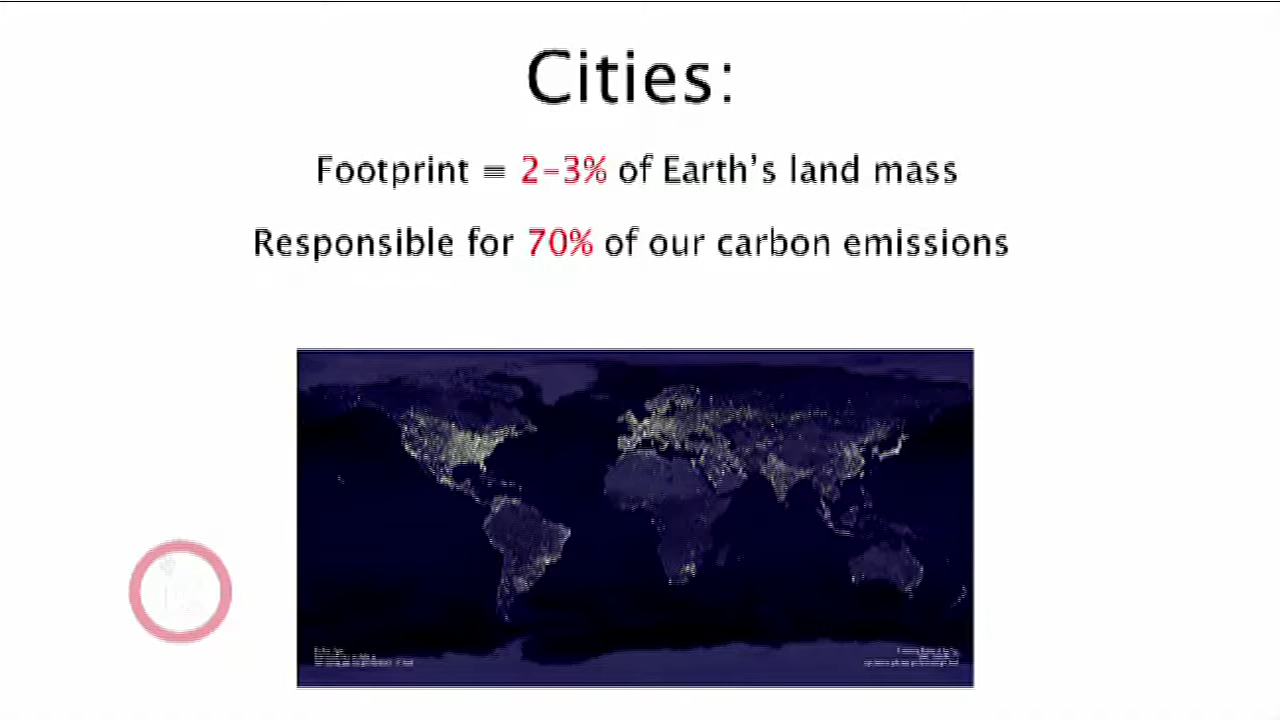 Cities:
Footprint = 2-3% of Earth's land mass
Responsible for 70% of our carbon emissions